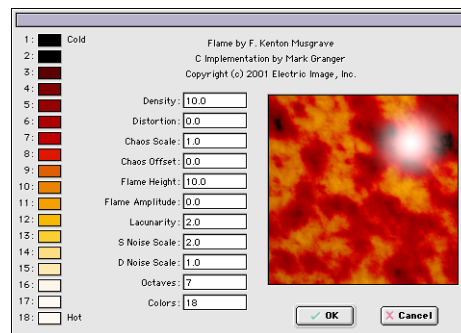 Flame by F. Kenton Musgrave
C Implementation by Mark Granger
Copyright (c) 2001 Electric Image, Inc.
1: Cold
2:
3:
4:
5:
6:
7:
8:
9:
10:
11:
12:
13:
14:
15:
16:
17:
18: Hot
Density: 10.0
Distortion: 0.0
Chaos Scale: 1.0
Chaos Offset: 0.0
Flame Height: 10.0
Flame Amplitude: 0.0
Lacunarity: 2.0
S Noise Scale: 2.0
D Noise Scale: 1.0
Octaves: 7
Colors: 18
OK
Cancel